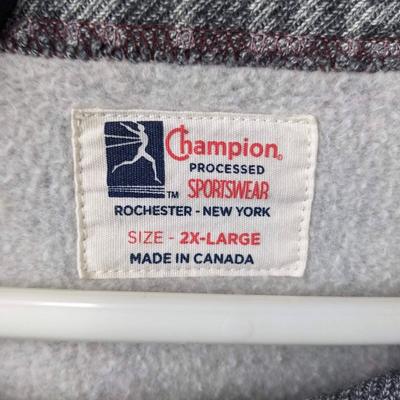 Champion®
PROCESSED
™ SPORTSWEAR
ROCHESTER - NEW YORK
SIZE - 2X-LARGE
MADE IN CANADA